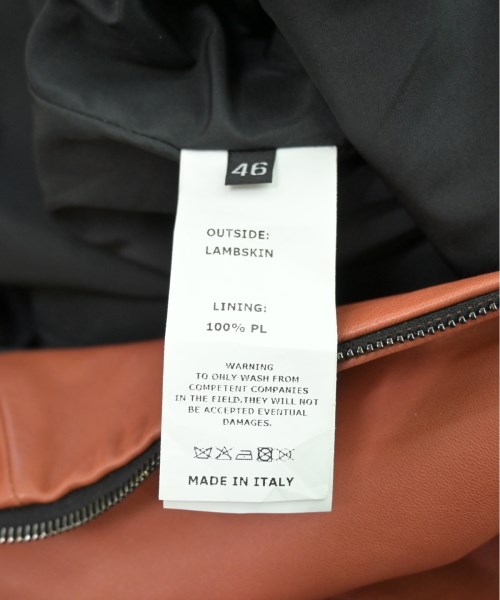 46
OUTSIDE:
LAMBSKIN
LINING:
100% PL
WARNING
TO ONLY WASH FROM
COMPETENT COMPANIES
IN THE FIELD.THEY WILL NOT
BE ACCEPTED EVENTUAL
DAMAGES.
MADE IN ITALY